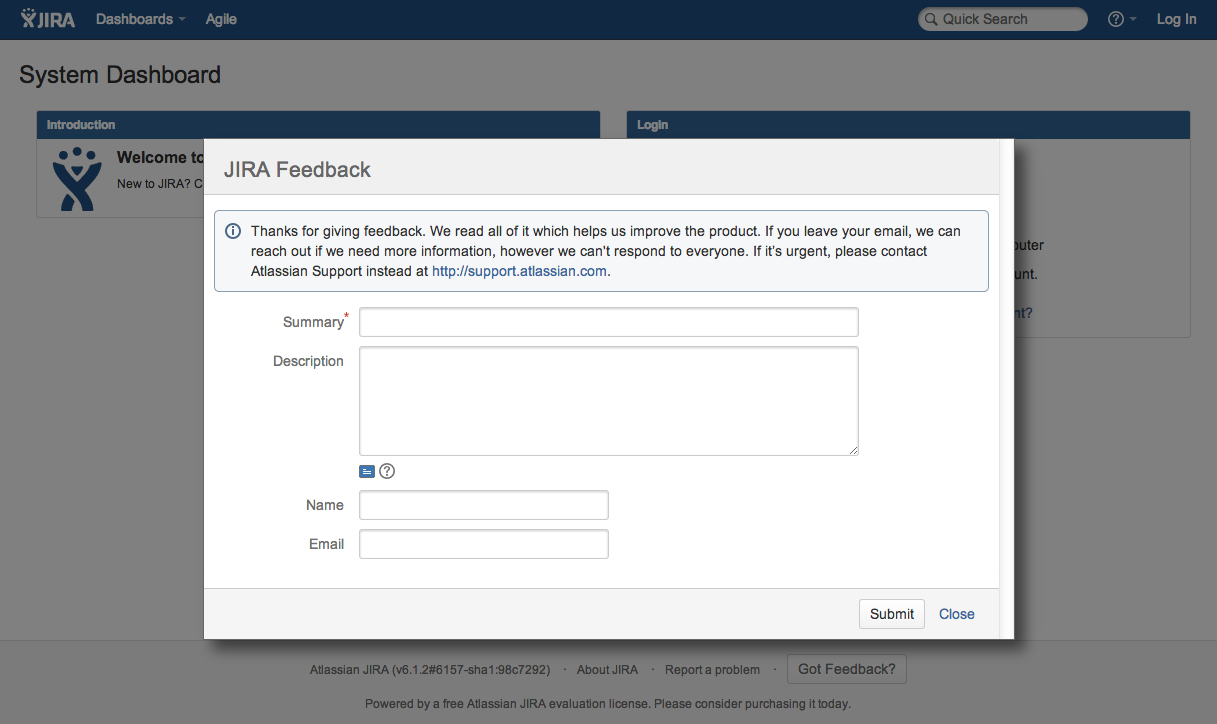 JIRA Dashboards Agile Quick Search ? Log In
System Dashboard
Introduction Login
Welcome to
New to JIRA? C
JIRA Feedback
Thanks for giving feedback. We read all of it which helps us improve the product. If you leave your email, we can
reach out if we need more information, however we can't respond to everyone. If it's urgent, please contact
Atlassian Support instead at http://support.atlassian.com.
puter
unt.
nt?
Summary*
Description
?
Name
Email
Submit Close
Atlassian JIRA (v6.1.2#6157-sha1:98c7292) · About JIRA · Report a problem · Got Feedback?
Powered by a free Atlassian JIRA evaluation license. Please consider purchasing it today.